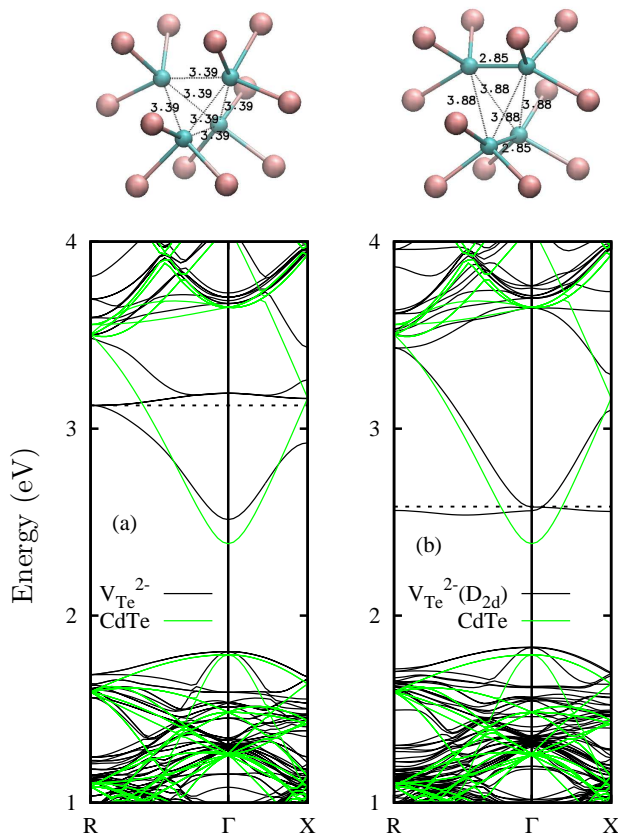 3.39
3.39
3.39
3.39
3.39
3.39
2.85
3.88
3.88
3.88
3.88
2.85
Energy (eV)
4
3
2
1
(a)
V_Te^2-
CdTe
R Γ X
4
3
2
1
(b)
V_Te^2-(D_2d)
CdTe
R Γ X